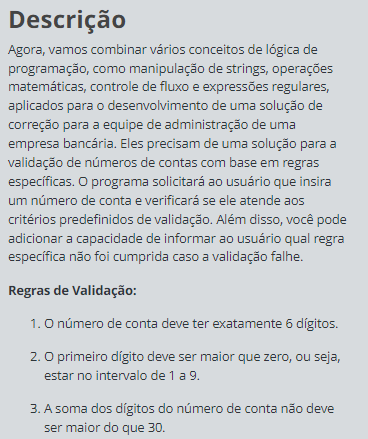 Descrição
Agora, vamos combinar vários conceitos de lógica de
programação, como manipulação de strings, operações
matemáticas, controle de fluxo e expressões regulares,
aplicados para o desenvolvimento de uma solução de
correção para a equipe de administração de uma
empresa bancária. Eles precisam de uma solução para a
validação de números de contas com base em regras
específicas. O programa solicitará ao usuário que insira
um número de conta e verificará se ele atende aos
critérios predefinidos de validação. Além disso, você pode
adicionar a capacidade de informar ao usuário qual regra
específica não foi cumprida caso a validação falhe.
Regras de Validação:
1. O número de conta deve ter exatamente 6 dígitos.
2. O primeiro dígito deve ser maior que zero, ou seja,
estar no intervalo de 1 a 9.
3. A soma dos dígitos do número de conta não deve
ser maior do que 30.